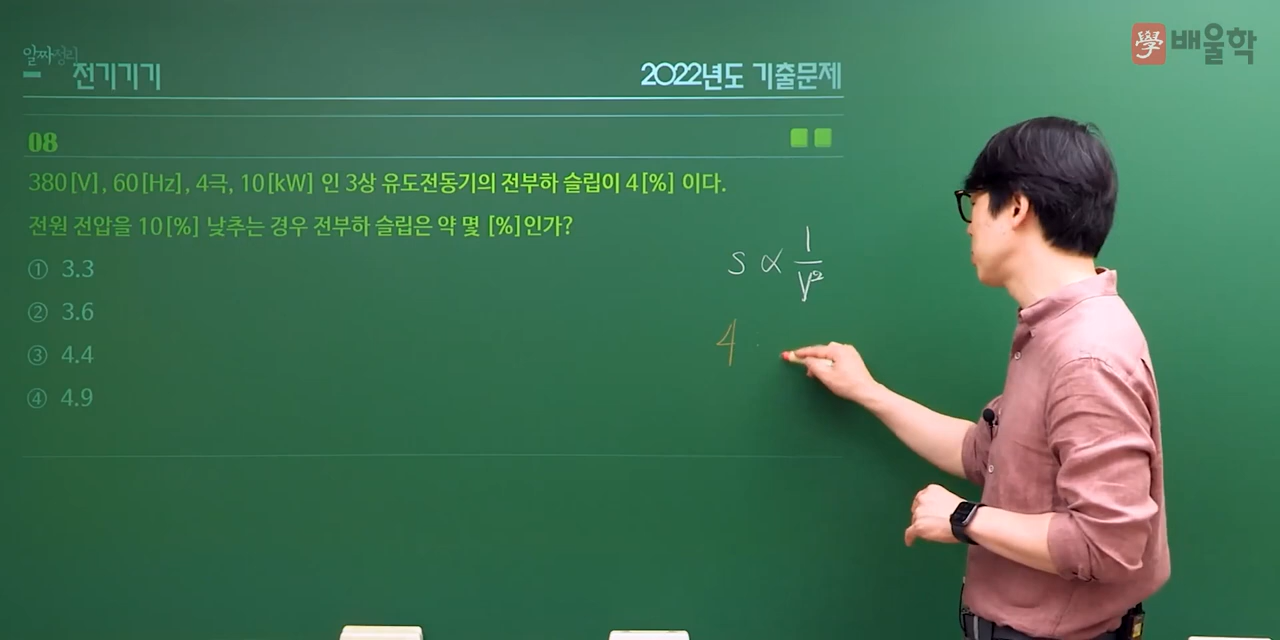 學 배울학
알짜정리
전기기기
2022년도 기출문제
08
380[V], 60[Hz], 4극, 10[kW] 인 3상 유도전동기의 전부하 슬립이 4[%] 이다.
전원 전압을 10[%] 낮추는 경우 전부하 슬립은 약 몇 [%]인가?
① 3.3
② 3.6
③ 4.4
④ 4.9
s ∝ 1/V²
4